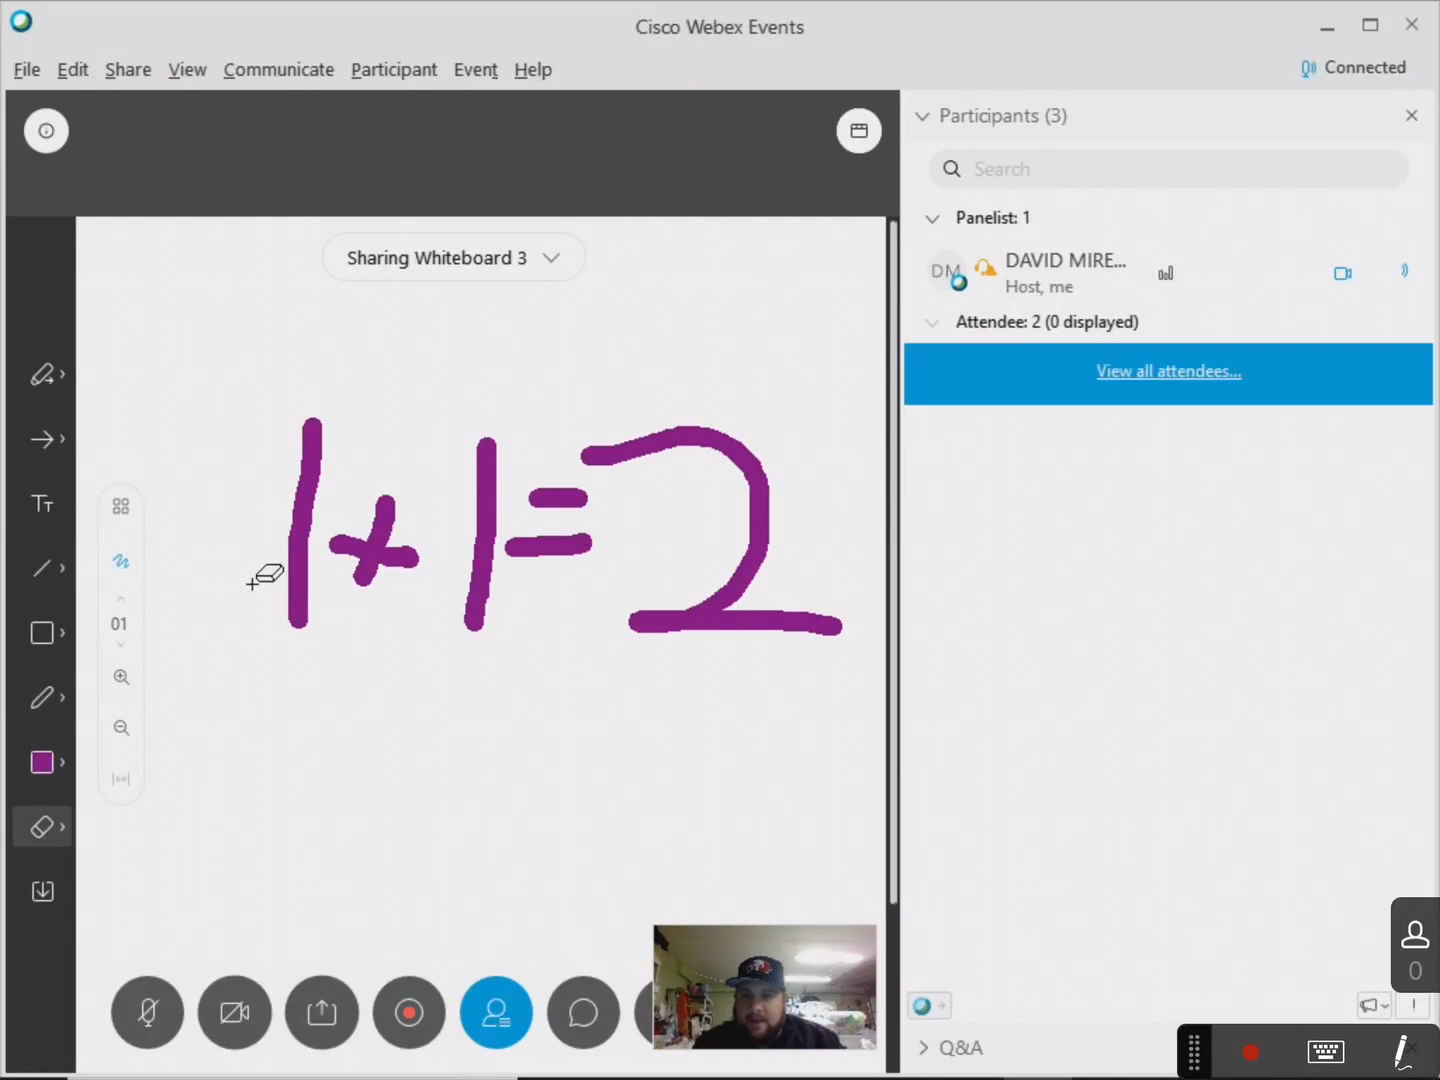 Cisco Webex Events
File Edit Share View Communicate Participant Event Help
Connected
Participants (3)
Search
Sharing Whiteboard 3
Panelist: 1
DM
DAVID MIRE...
Host, me
Attendee: 2 (0 displayed)
View all attendees...
1+1=2
TT
01
0
Q&A